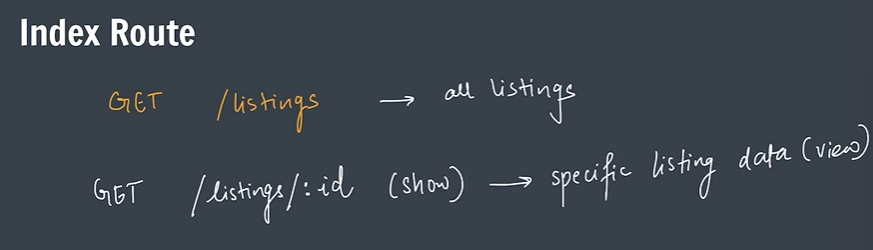 Index Route
GET /listings → all listings
GET /listings/:id (show) → specific listing data (view)